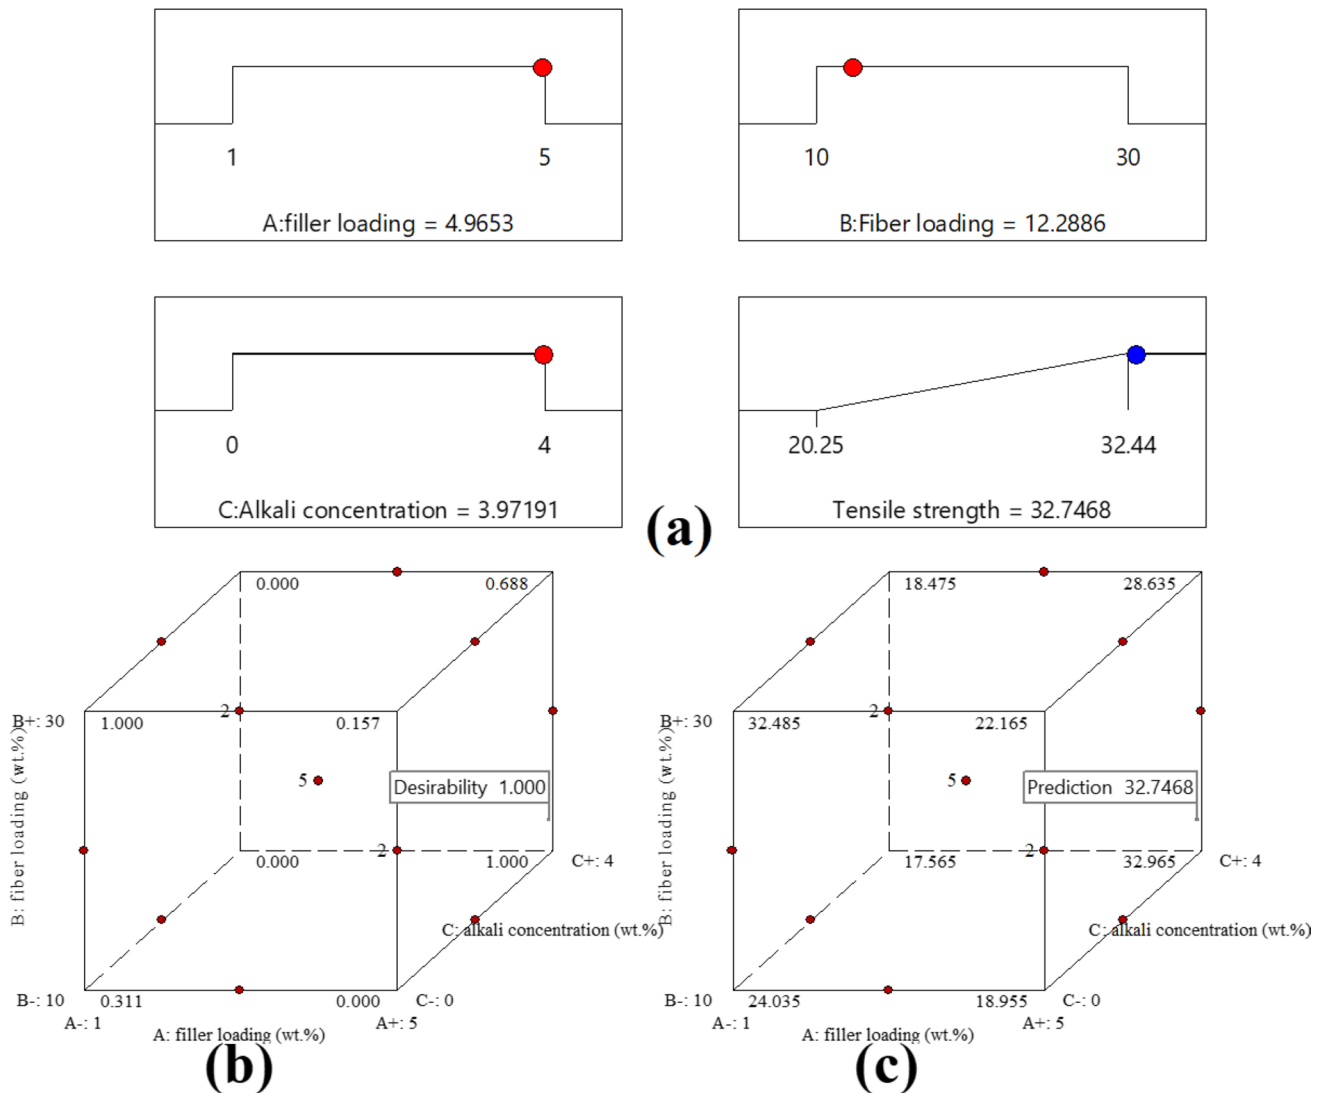 1
5
A:filler loading = 4.9653
10
30
B:Fiber loading = 12.2886
0
4
C:Alkali concentration = 3.97191
20.25
32.44
Tensile strength = 32.7468
(a)
0.000
0.688
B+: 30
1.000
2
0.157
5
Desirability 1.000
B: fiber loading (wt.%)
0.000
2
1.000
C+: 4
C: alkali concentration (wt.%)
B-: 10
0.311
0.000
C-: 0
A-: 1
A: filler loading (wt.%)
A+: 5
(b)
18.475
28.635
B+: 30
32.485
2
22.165
5
Prediction 32.7468
B: fiber loading (wt.%)
17.565
2
32.965
C+: 4
C: alkali concentration (wt.%)
B-: 10
24.035
18.955
C-: 0
A-: 1
A: filler loading (wt.%)
A+: 5
(c)